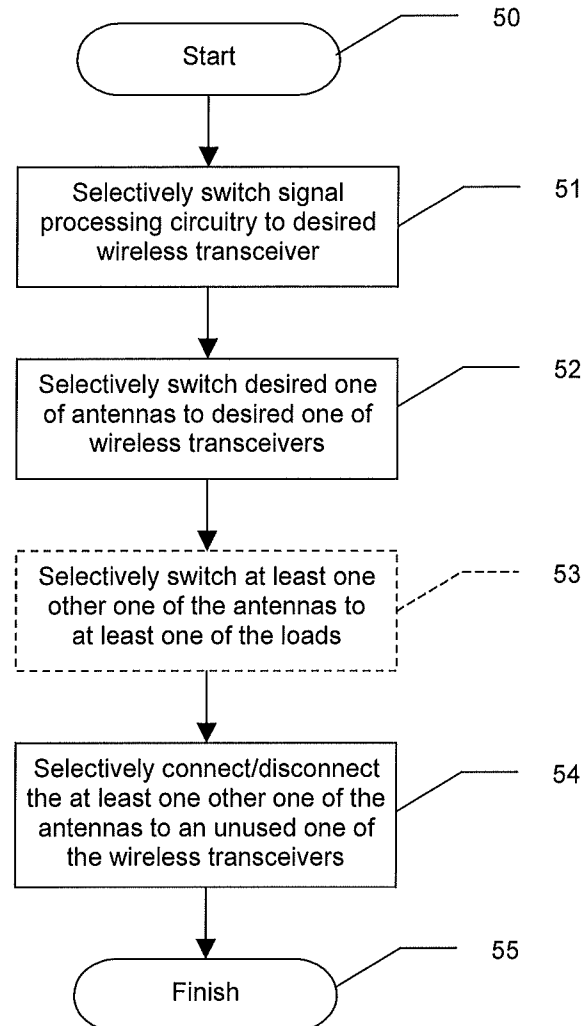 50
Start
51
Selectively switch signal
processing circuitry to desired
wireless transceiver
52
Selectively switch desired one
of antennas to desired one of
wireless transceivers
53
Selectively switch at least one
other one of the antennas to
at least one of the loads
54
Selectively connect/disconnect
the at least one other one of the
antennas to an unused one of
the wireless transceivers
55
Finish